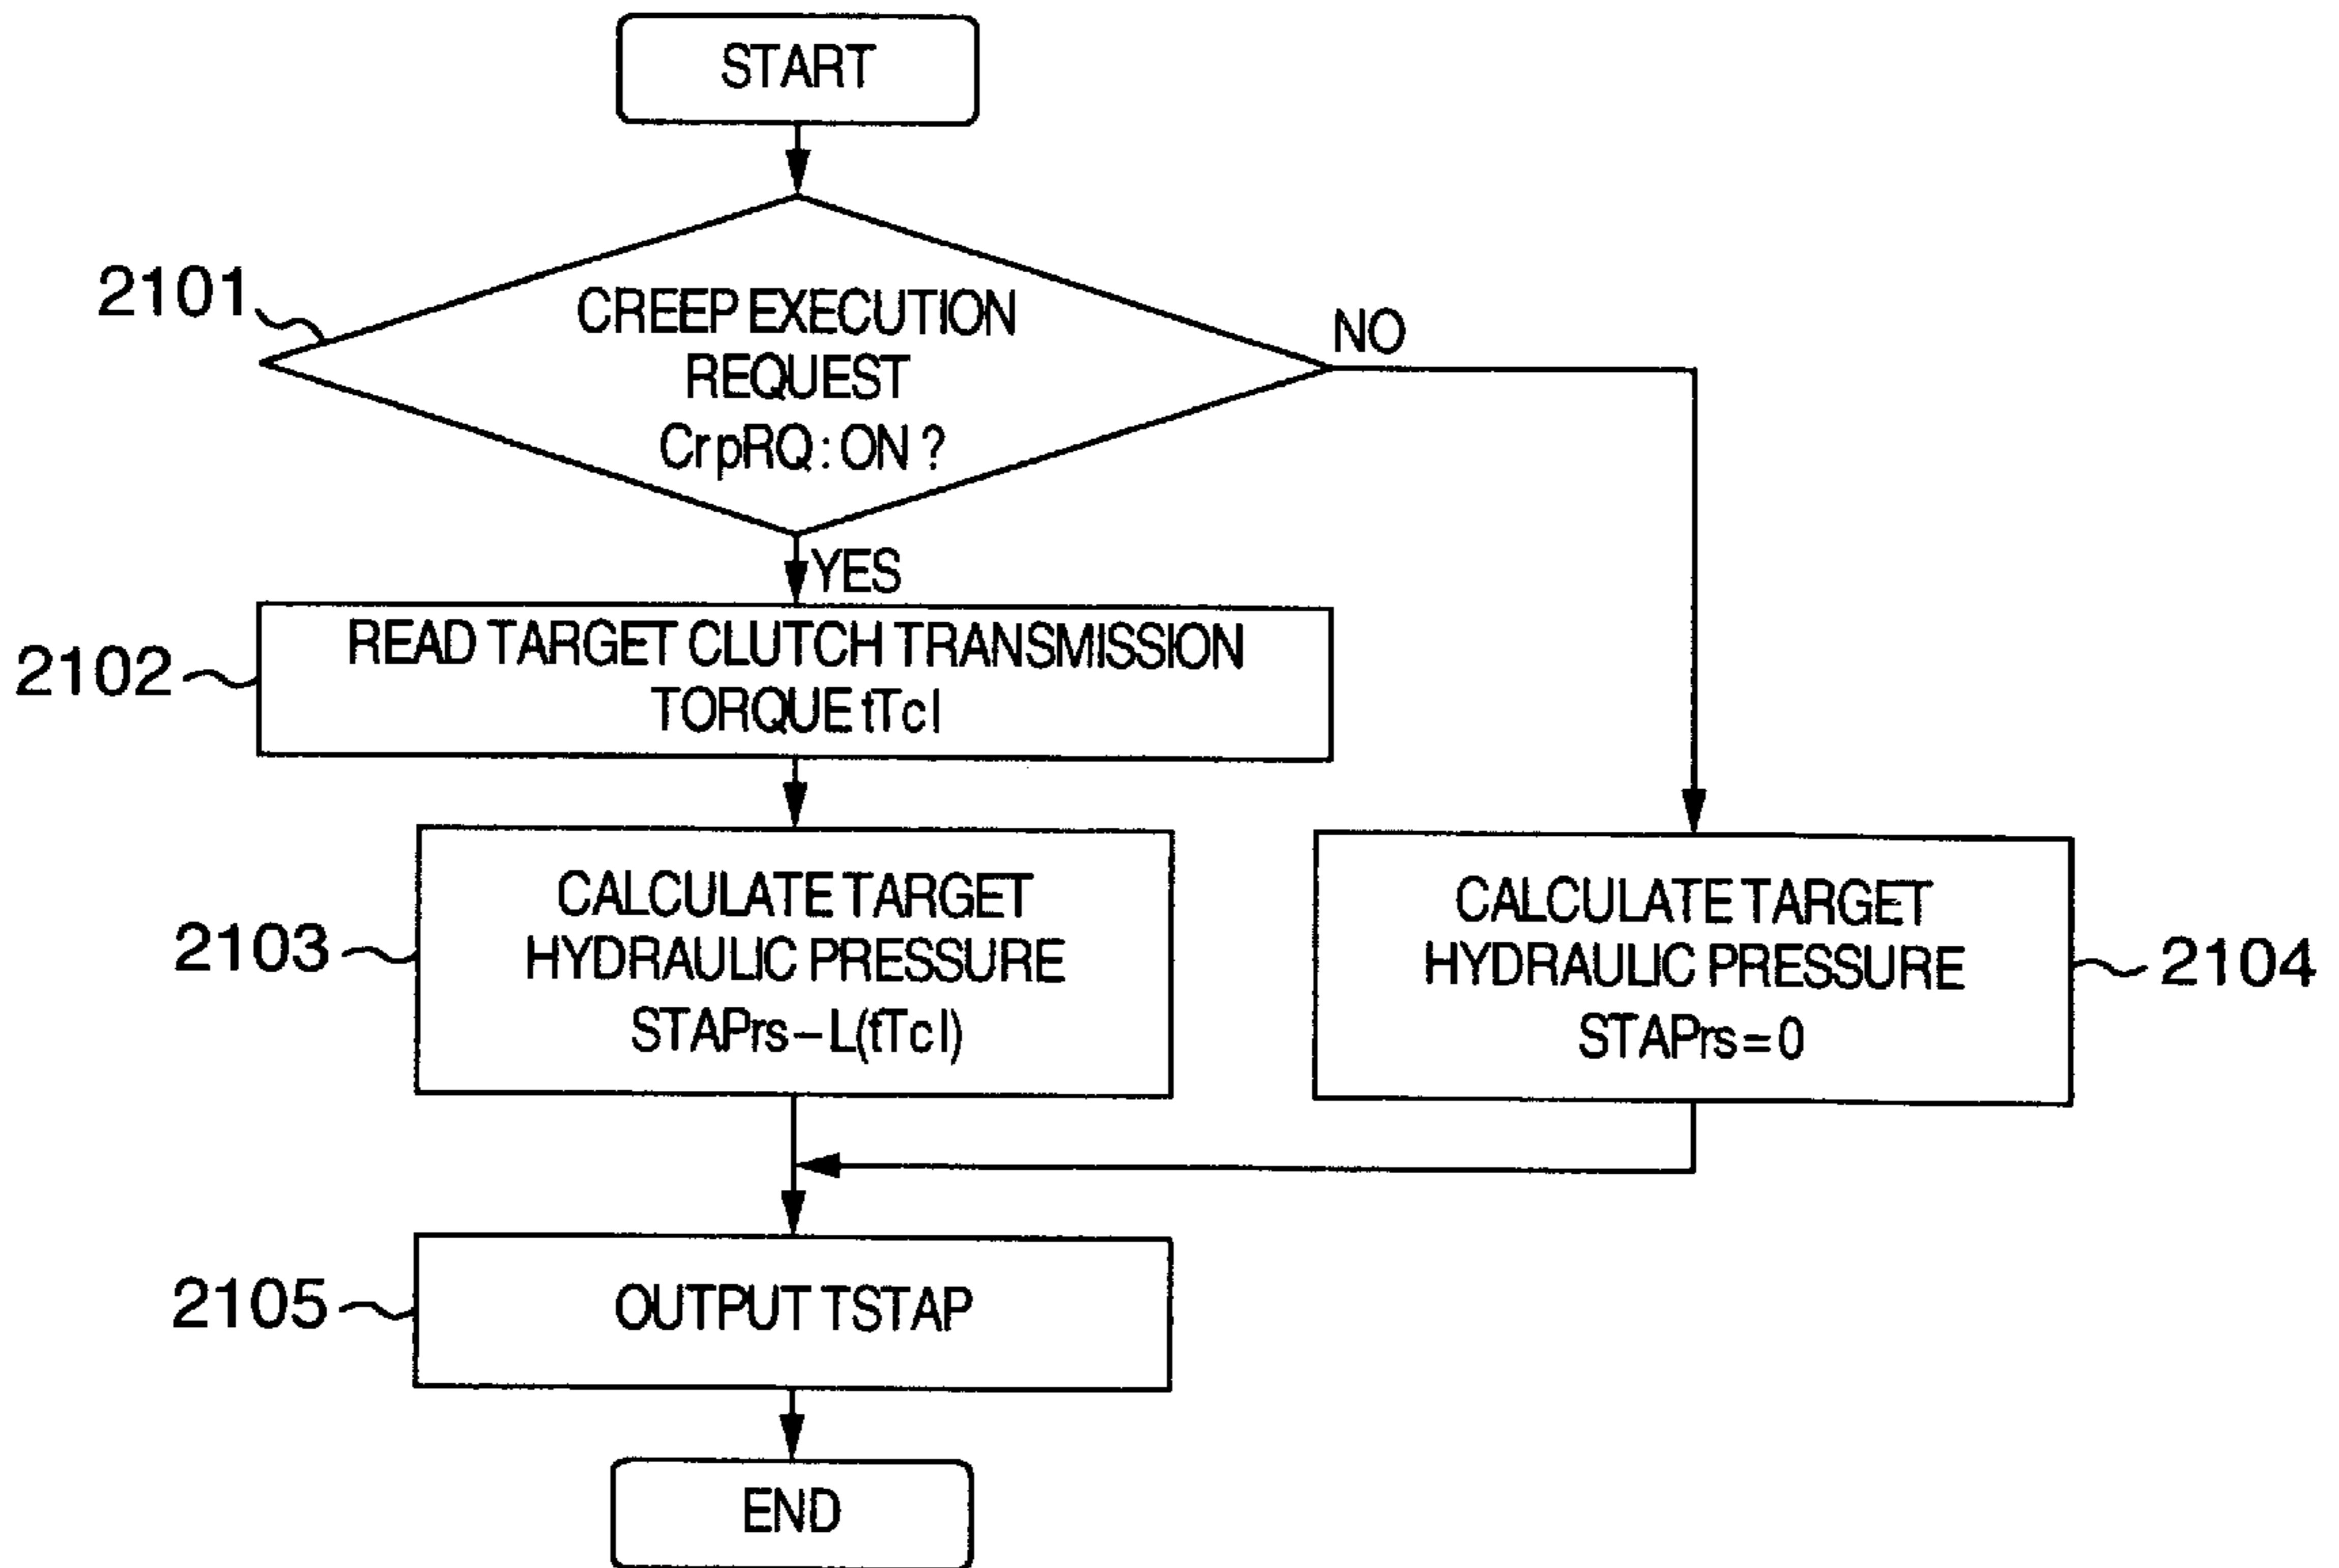 START
2101
CREEP EXECUTION
REQUEST
CrpRQ : ON ?
NO
YES
2102
READ TARGET CLUTCH TRANSMISSION
TORQUE tTcl
2103
CALCULATE TARGET
HYDRAULIC PRESSURE
STAPrs – L(tTcl)
CALCULATE TARGET
HYDRAULIC PRESSURE
STAPrs = 0
2104
2105
OUTPUT TSTAP
END